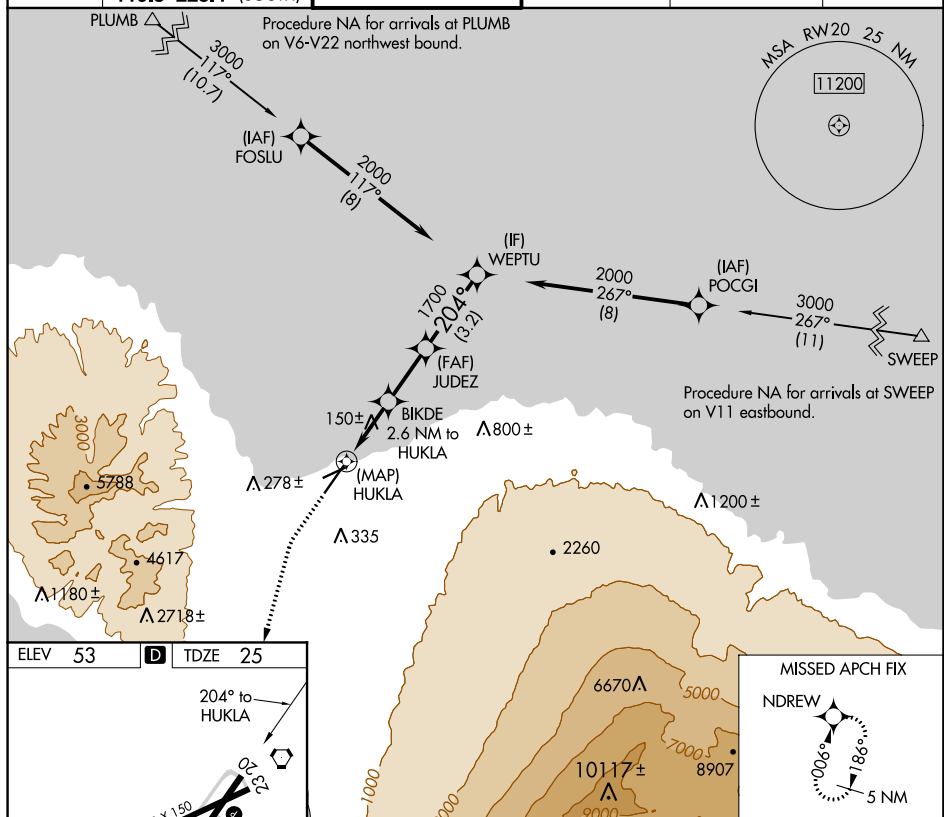 PLUMB
Procedure NA for arrivals at PLUMB
on V6-V22 northwest bound.
3000
117°
(10.7)
(IAF)
FOSLU
2000
117°
(8)
MSA RW20 25 NM
11200
(IF)
WEPTU
2000
267°
(8)
(IAF)
POCGI
3000
267°
(11)
SWEEP
1700
204°
(3.2)
(FAF)
JUDEZ
Procedure NA for arrivals at SWEEP
on V11 eastbound.
BIKDE
2.6 NM to
HUKLA
150±
800±
(MAP)
HUKLA
278±
335
3000
5788
4617
1180±
2718±
1200±
2260
ELEV 53
D
TDZE 25
204° to
HUKLA
23 20
X 150
1000
6670
5000
7000
8907
10117±
9000
MISSED APCH FIX
NDREW
006°
186°
5 NM